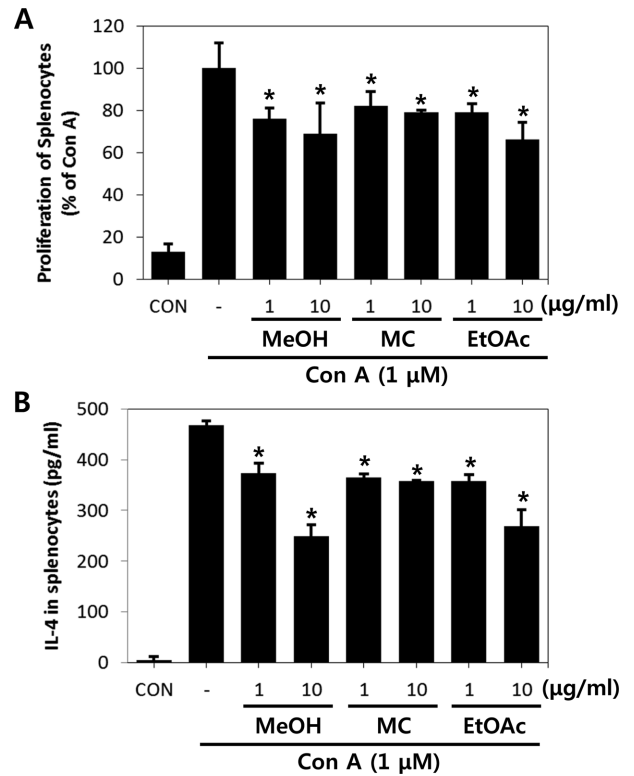 A
Proliferation of Splenocytes
(% of Con A)
120
100
80
60
40
20
0
* * * * * *
CON - 1 10 1 10 1 10 (μg/ml)
MeOH MC EtOAc
Con A (1 μM)
B
IL-4 in splenocytes (pg/ml)
500
400
300
200
100
0
* * * * * *
CON - 1 10 1 10 1 10 (μg/ml)
MeOH MC EtOAc
Con A (1 μM)